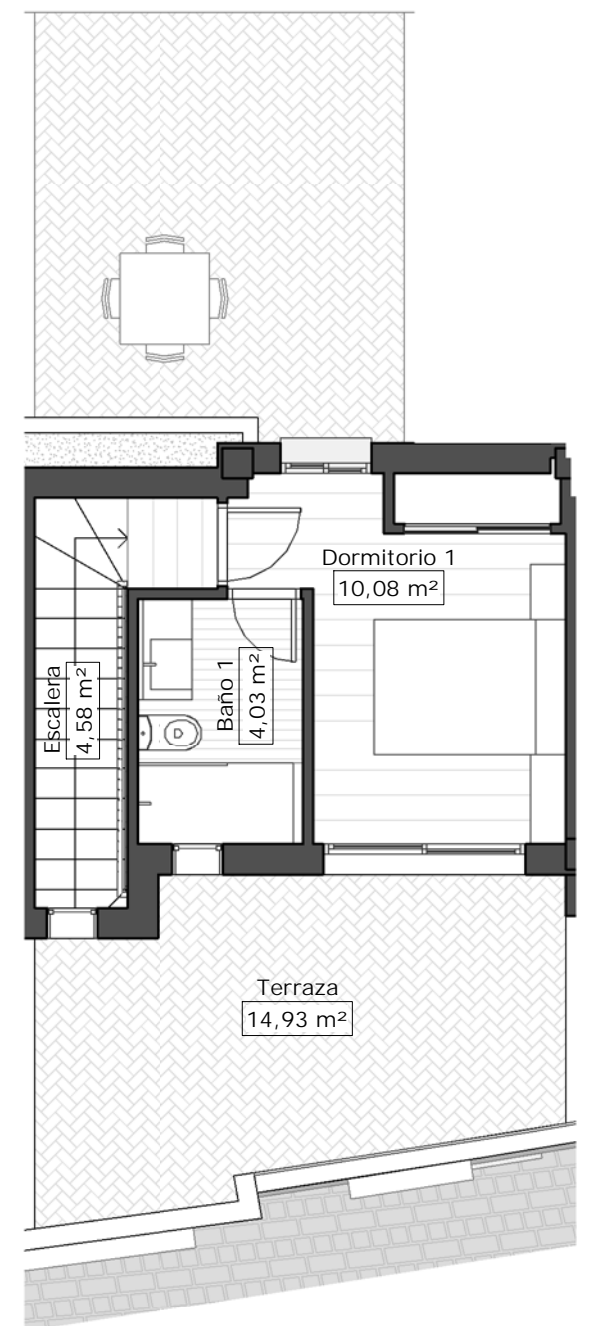 Dormitorio 1
10,08 m²
Escalera
4,58 m²
Baño 1
4,03 m²
Terraza
14,93 m²